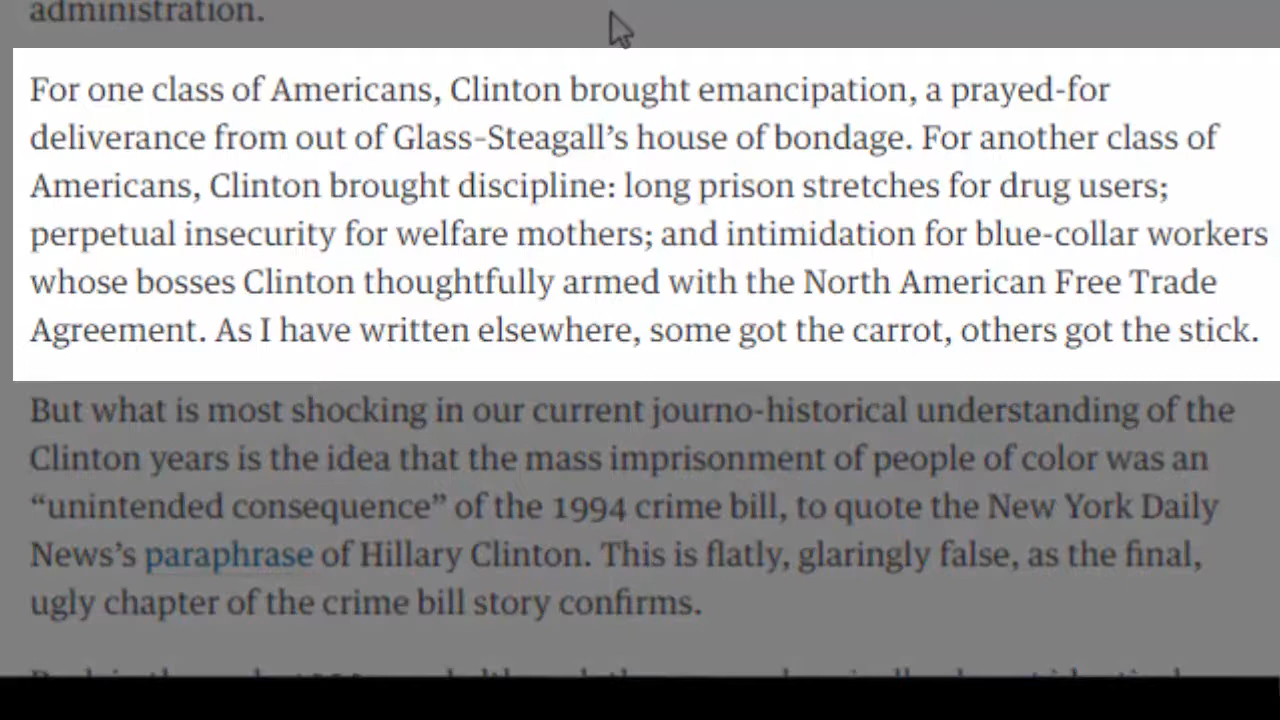 administration.
For one class of Americans, Clinton brought emancipation, a prayed-for
deliverance from out of Glass-Steagall’s house of bondage. For another class of
Americans, Clinton brought discipline: long prison stretches for drug users;
perpetual insecurity for welfare mothers; and intimidation for blue-collar workers
whose bosses Clinton thoughtfully armed with the North American Free Trade
Agreement. As I have written elsewhere, some got the carrot, others got the stick.
But what is most shocking in our current journo-historical understanding of the
Clinton years is the idea that the mass imprisonment of people of color was an
“unintended consequence” of the 1994 crime bill, to quote the New York Daily
News’s paraphrase of Hillary Clinton. This is flatly, glaringly false, as the final,
ugly chapter of the crime bill story confirms.